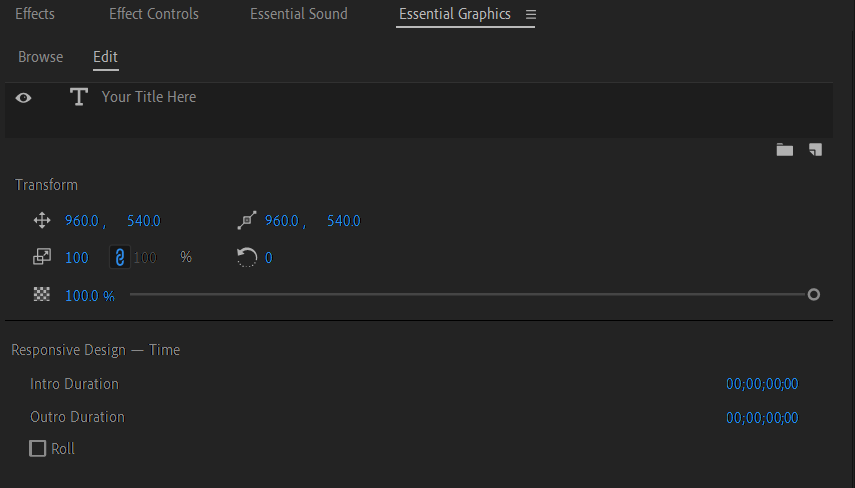 Effects Effect Controls Essential Sound Essential Graphics
Browse Edit
T Your Title Here
Transform
960.0 , 540.0 960.0 , 540.0
100 100 % 0
100.0 %
Responsive Design — Time
Intro Duration 00;00;00;00
Outro Duration 00;00;00;00
Roll